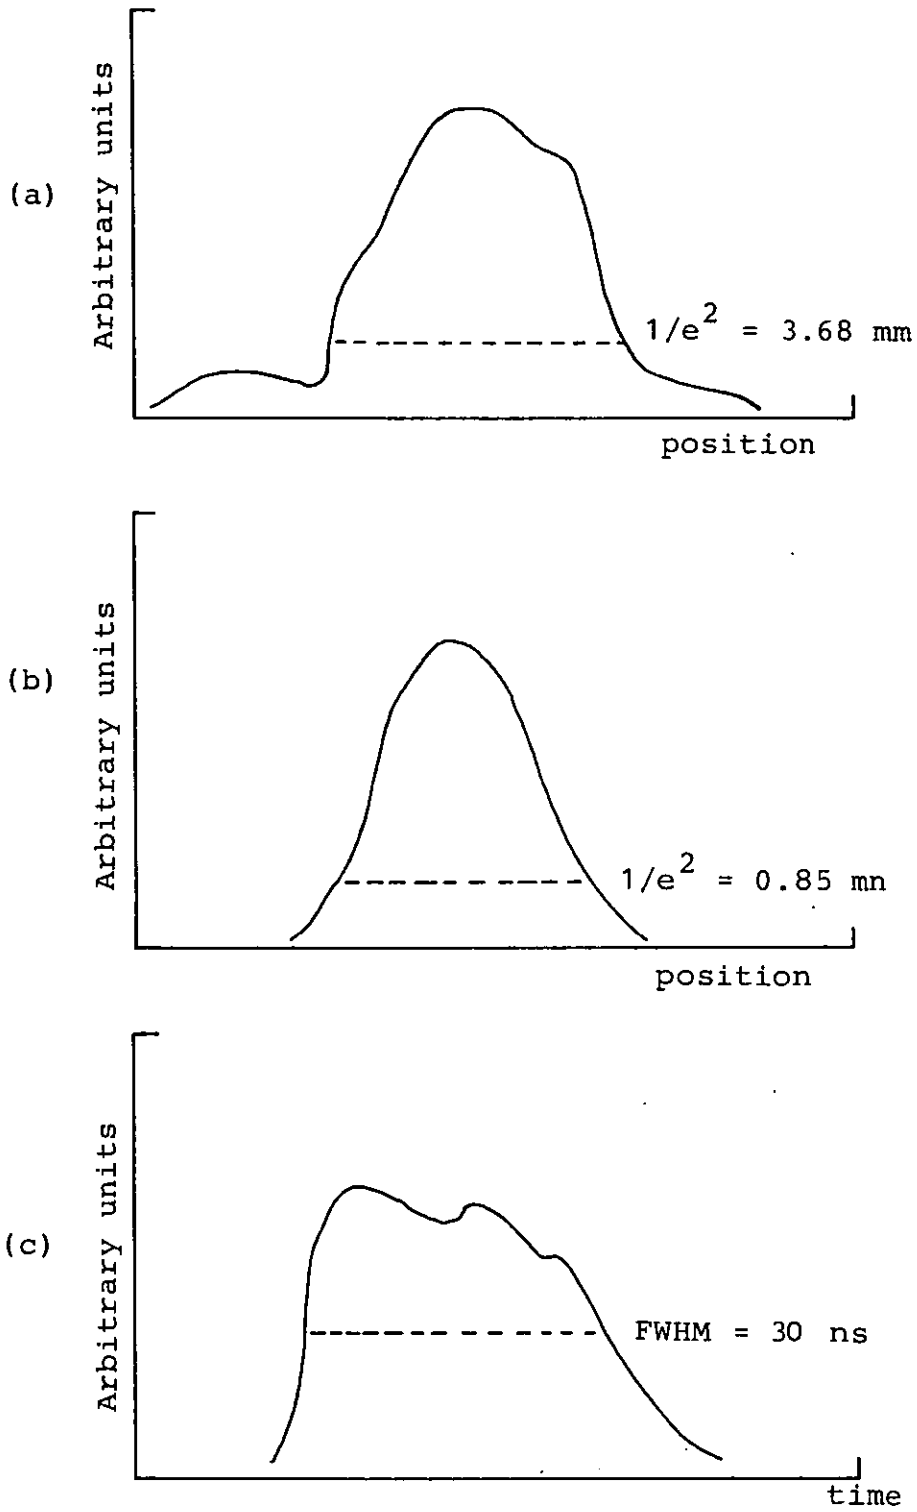 (a)
Arbitrary units
1/e² = 3.68 mm
position
(b)
Arbitrary units
1/e² = 0.85 mn
position
(c)
Arbitrary units
FWHM = 30 ns
time